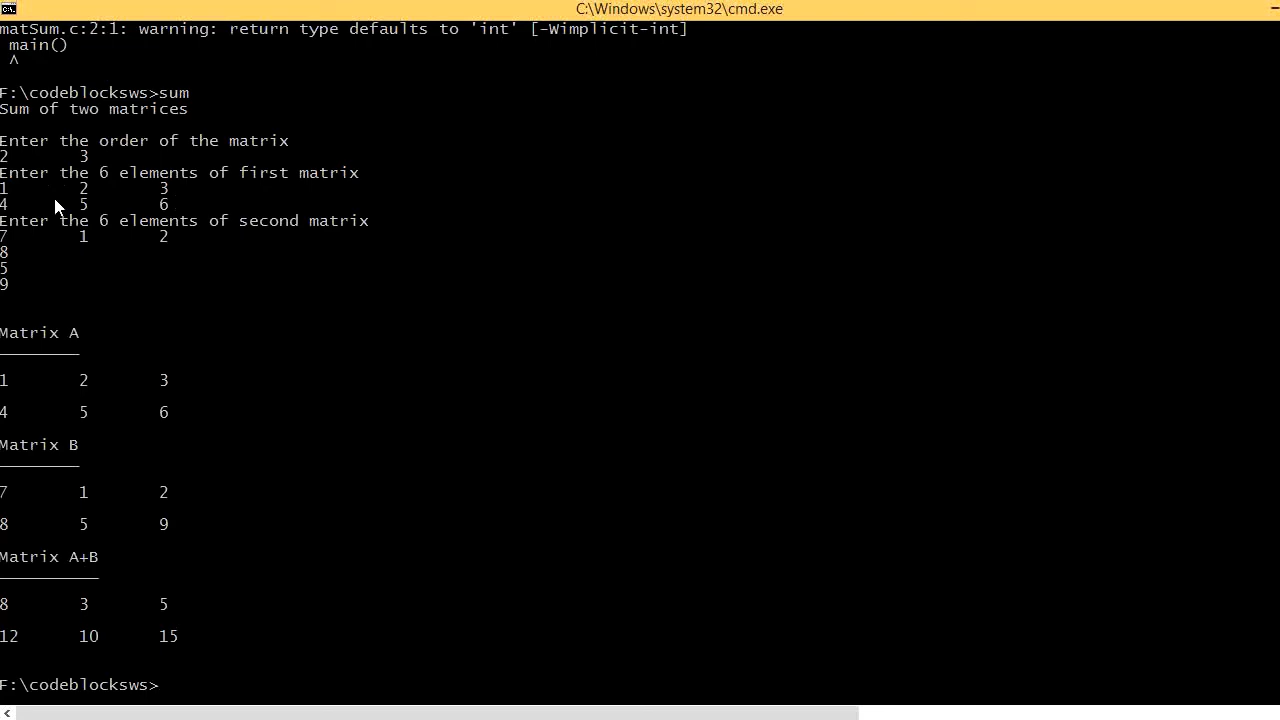 C:\Windows\system32\cmd.exe
matSum.c:2:1: warning: return type defaults to 'int' [-Wimplicit-int]
main()
^
F:\codeblocksws>sum
Sum of two matrices
Enter the order of the matrix
2 3
Enter the 6 elements of first matrix
1 2 3
4 5 6
Enter the 6 elements of second matrix
7 1 2
8
5
9
Matrix A
1 2 3
4 5 6
Matrix B
7 1 2
8 5 9
Matrix A+B
8 3 5
12 10 15
F:\codeblocksws>